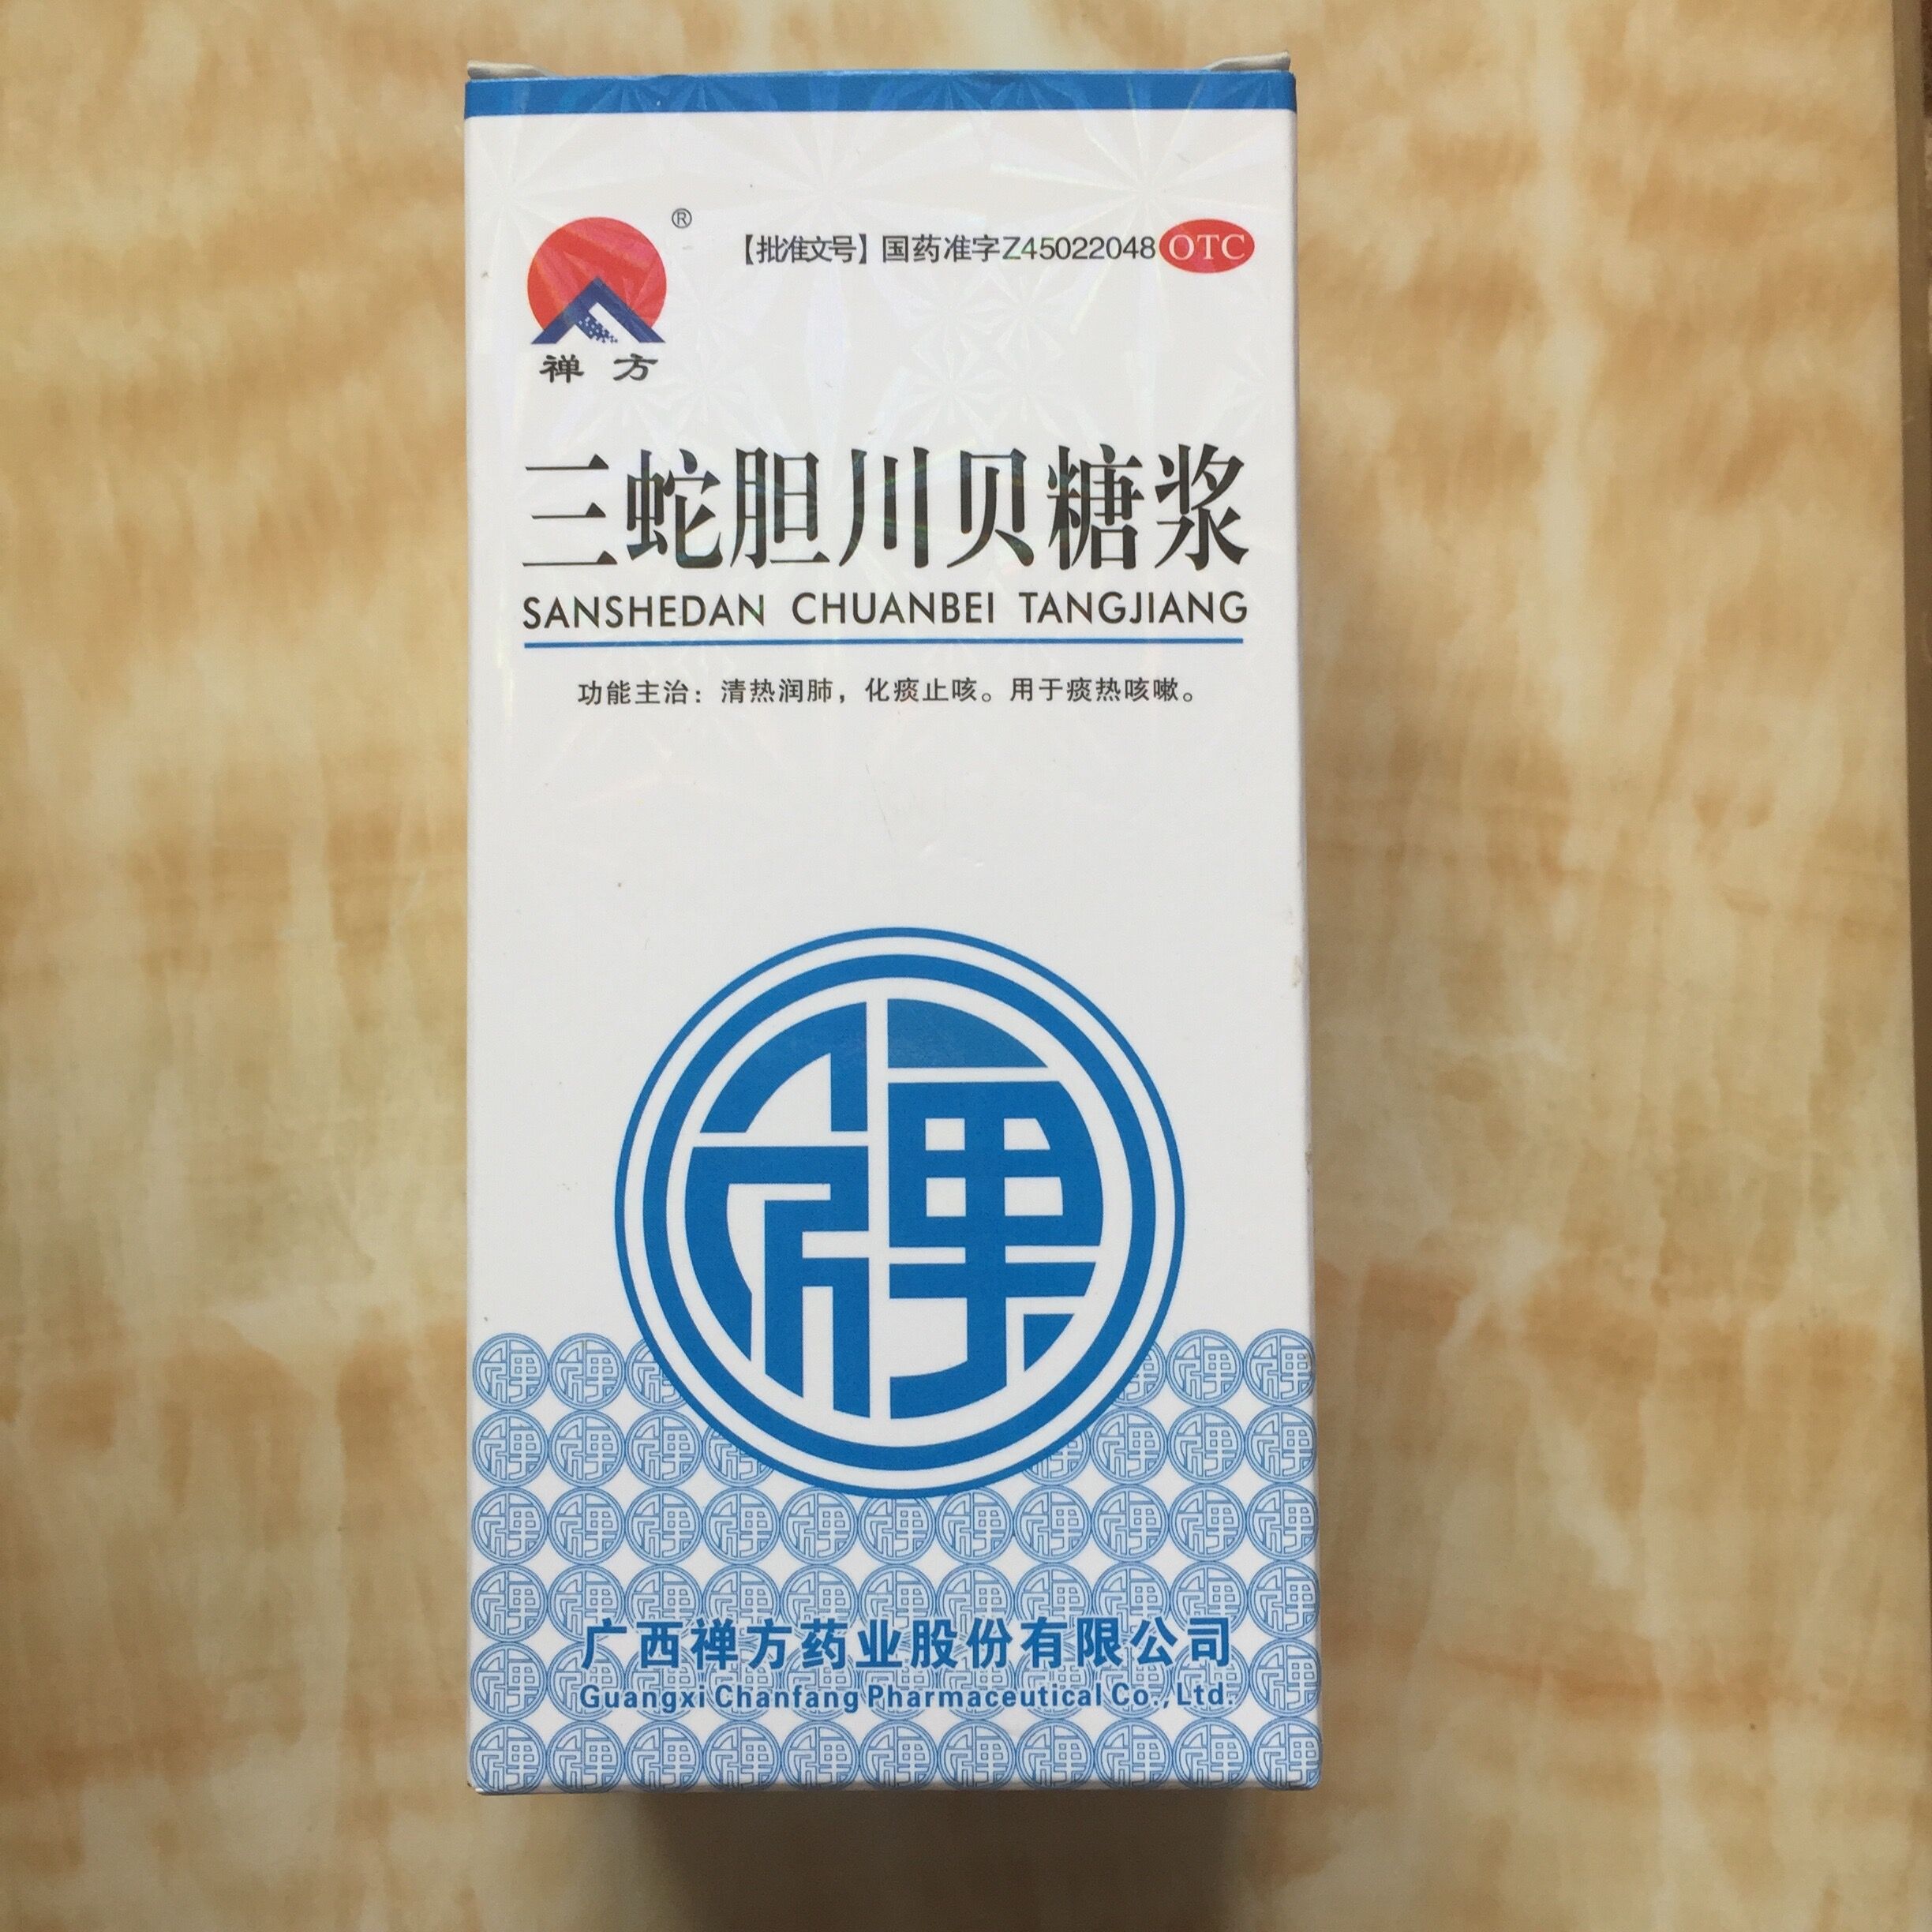 ®
【批准文号】国药准字Z45022048 OTC
禅方
三蛇胆川贝糖浆
SANSHEDAN CHUANBEI TANGJIANG
功能主治：清热润肺，化痰止咳。用于痰热咳嗽。
禅
广西禅方药业股份有限公司
Guangxi Chanfang Pharmaceutical Co., Ltd.